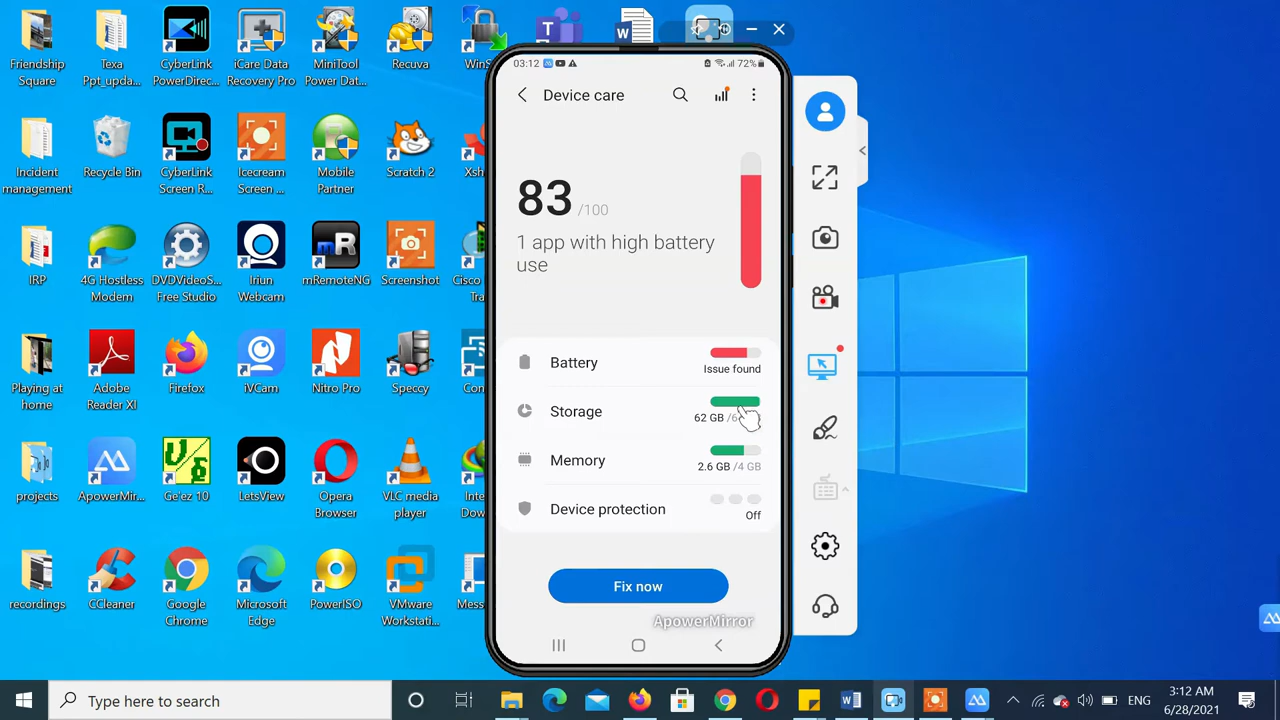 Friendship
Square
Texa
Ppt_upda...
CyberLink
PowerDirec...
iCare Data
Recovery Pro
MiniTool
Power Dat...
Recuva
Incident
management
Recycle Bin
CyberLink
Screen R...
Icecream
Screen ...
Mobile
Partner
Scratch 2
IRP
4G Hostless
Modem
DVDVideoS...
Free Studio
Iriun
Webcam
mRemoteNG
Screenshot
Cisco
Playing at
home
Adobe
Reader XI
Firefox
iVCam
Nitro Pro
Speccy
projects
ApowerMir...
Ge'ez 10
LetsView
Opera
Browser
VLC media
player
recordings
CCleaner
Google
Chrome
Microsoft
Edge
PowerISO
VMware
Workstati...
03:12
72%
Device care
83 /100
1 app with high battery
use
Battery
Issue found
Storage
62 GB
Memory
2.6 GB /4 GB
Device protection
Off
Fix now
ApowerMirror
Type here to search
ENG
3:12 AM
6/28/2021